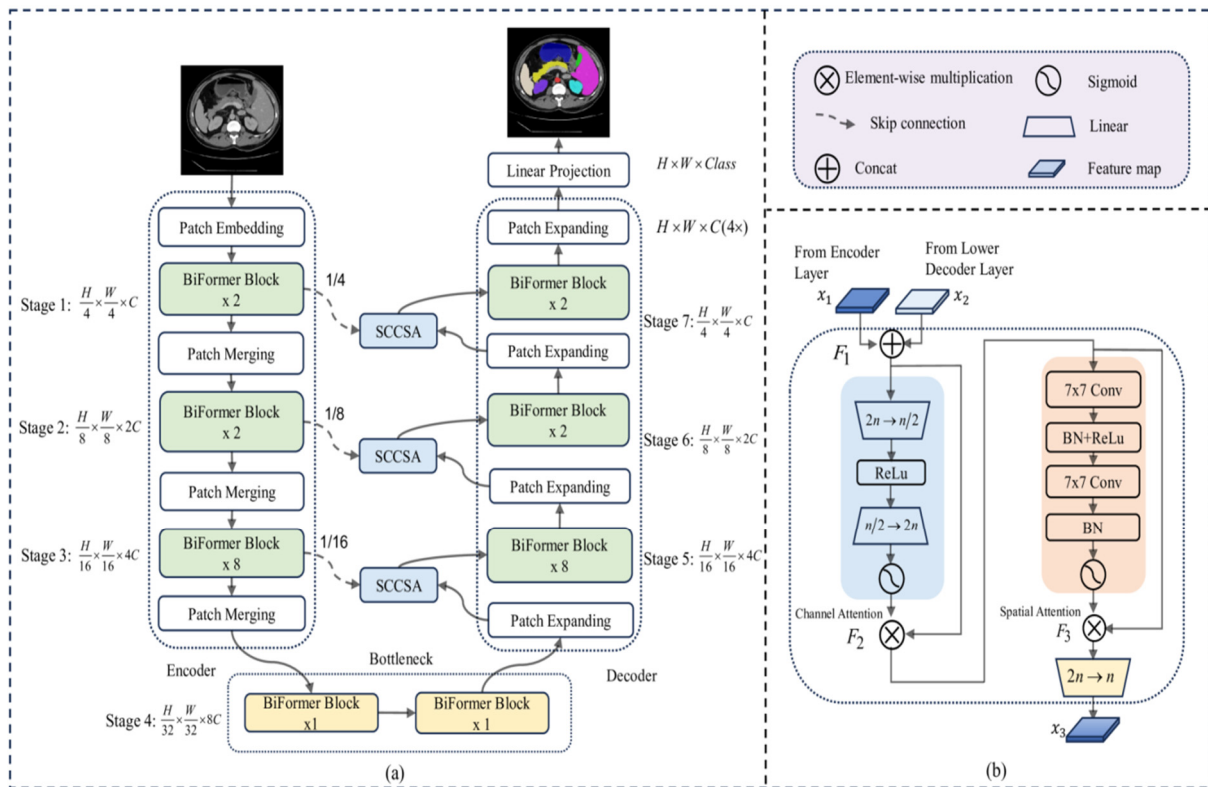 Patch Embedding
Stage 1: H/4 × W/4 × C
BiFormer Block
x 2
1/4
Patch Merging
Stage 2: H/8 × W/8 × 2C
BiFormer Block
x 2
1/8
Patch Merging
Stage 3: H/16 × W/16 × 4C
BiFormer Block
x 8
1/16
Patch Merging
Encoder
SCCSA
SCCSA
SCCSA
Bottleneck
Stage 4: H/32 × W/32 × 8C
BiFormer Block
x1
BiFormer Block
x 1
Linear Projection
H × W × Class
Patch Expanding
H × W × C(4×)
BiFormer Block
x 2
Stage 7: H/4 × W/4 × C
Patch Expanding
BiFormer Block
x 2
Stage 6: H/8 × W/8 × 2C
Patch Expanding
BiFormer Block
x 8
Stage 5: H/16 × W/16 × 4C
Patch Expanding
Decoder
(a)
Element-wise multiplication
Sigmoid
Skip connection
Linear
Concat
Feature map
From Encoder
Layer
From Lower
Decoder Layer
x₁
x₂
F₁
2n → n/2
ReLu
n/2 → 2n
Channel Attention
F₂
7x7 Conv
BN+ReLu
7x7 Conv
BN
Spatial Attention
F₃
2n → n
x₃
(b)